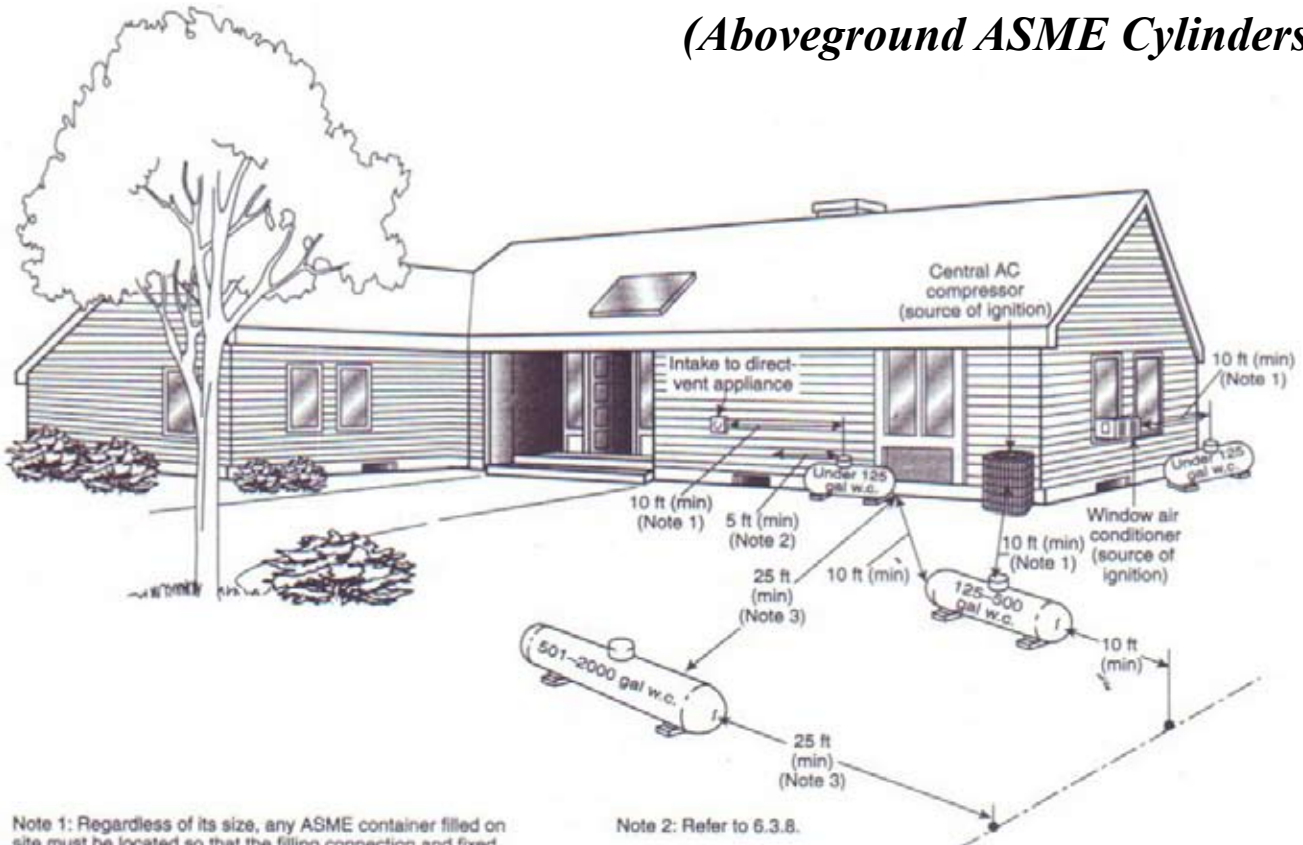 (Aboveground ASME Cylinders
Central AC
compressor
(source of ignition)
Intake to direct-
vent appliance
10 ft (min)
(Note 1)
Under 125
gal w.c.
Under 125
gal w.c.
10 ft (min)
(Note 1)
5 ft (min)
(Note 2)
Window air
conditioner
(source of
ignition)
10 ft (min)
(Note 1)
25 ft
(min)
(Note 3)
10 ft (min)
125–500
gal w.c.
10 ft
(min)
501–2000 gal w.c.
25 ft
(min)
(Note 3)
Note 1: Regardless of its size, any ASME container filled on
site must be located so that the filling connection and fixed
Note 2: Refer to 6.3.8.